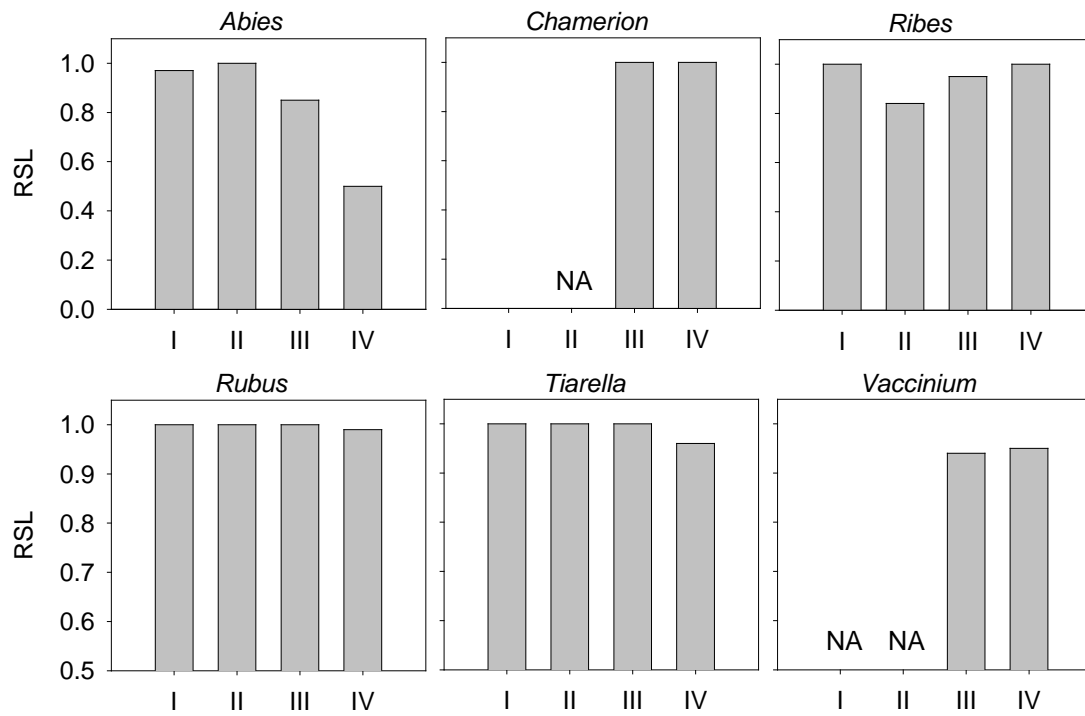 Abies Chamerion Ribes
RSL
1.0
0.8
0.6
0.4
0.2
0.0
NA
I II III IV I II III IV I II III IV
Rubus Tiarella Vaccinium
RSL
1.0
0.9
0.8
0.7
0.6
0.5
NA NA
I II III IV I II III IV I II III IV